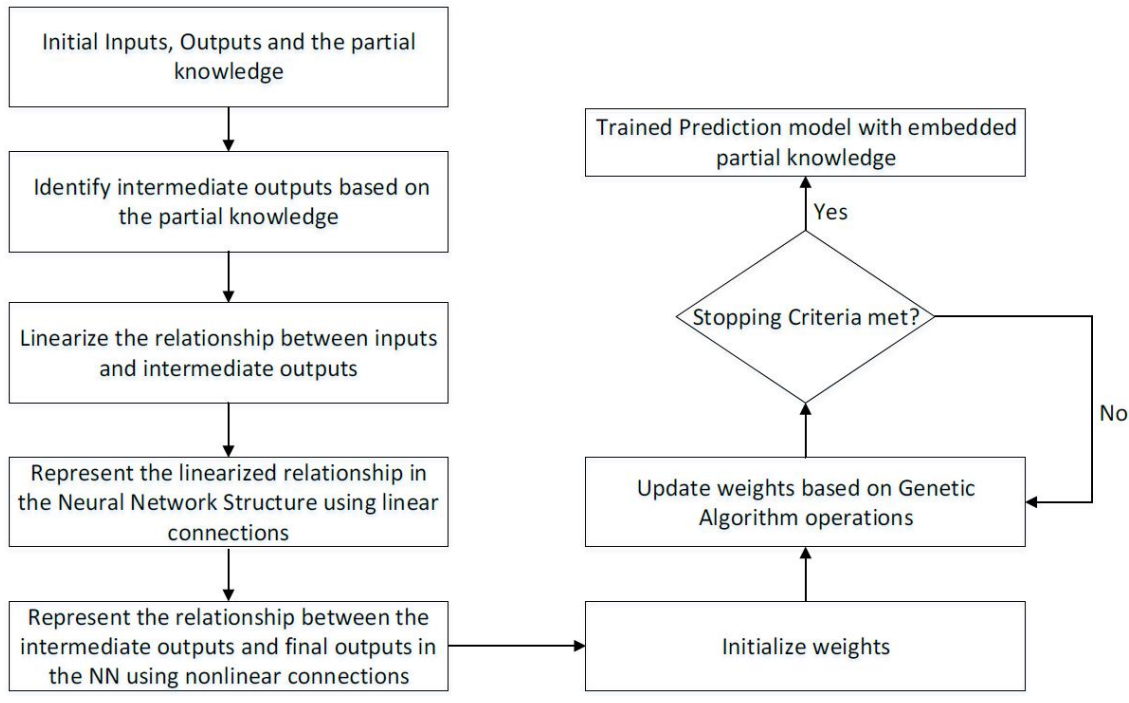 Initial Inputs, Outputs and the partial
knowledge
Identify intermediate outputs based on
the partial knowledge
Linearize the relationship between inputs
and intermediate outputs
Represent the linearized relationship in
the Neural Network Structure using linear
connections
Represent the relationship between the
intermediate outputs and final outputs in
the NN using nonlinear connections
Initialize weights
Update weights based on Genetic
Algorithm operations
Stopping Criteria met?
No
Yes
Trained Prediction model with embedded
partial knowledge